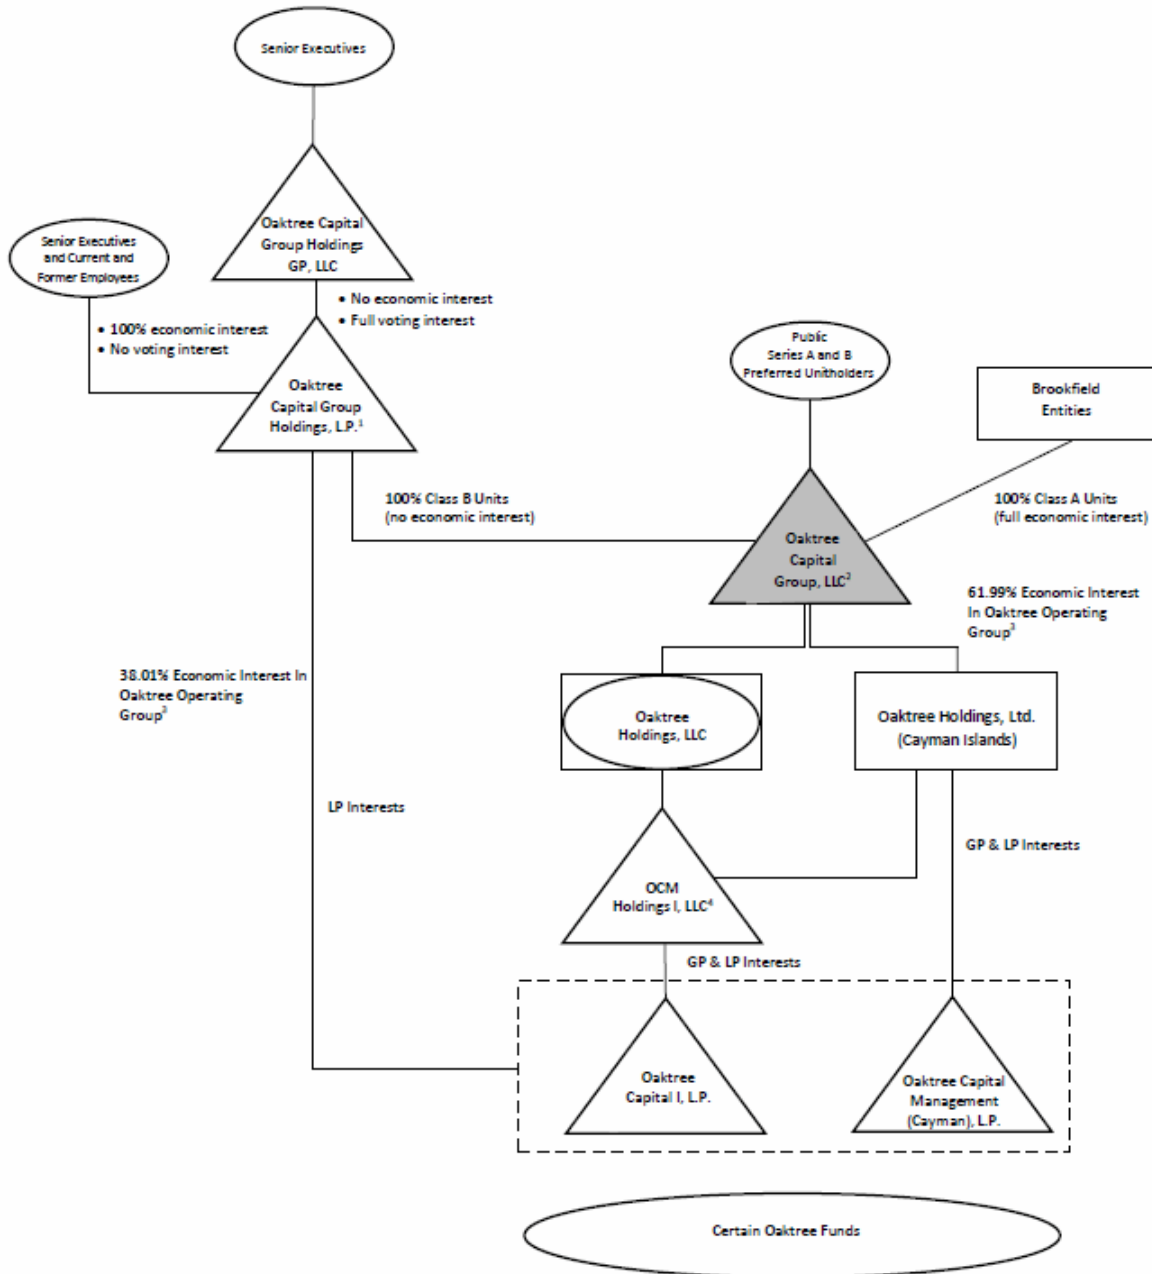 Senior Executives
Oaktree Capital
Group Holdings
GP, LLC
Senior Executives
and Current and
Former Employees
• No economic interest
• Full voting interest
• 100% economic interest
• No voting interest
Public
Series A and B
Preferred Unitholders
Brookfield
Entities
Oaktree
Capital Group
Holdings, L.P.¹
100% Class B Units
(no economic interest)
100% Class A Units
(full economic interest)
Oaktree
Capital
Group, LLC²
61.99% Economic Interest
In Oaktree Operating
Group³
38.01% Economic Interest In
Oaktree Operating
Group³
Oaktree
Holdings, LLC
Oaktree Holdings, Ltd.
(Cayman Islands)
LP Interests
GP & LP Interests
OCM
Holdings I, LLC⁴
GP & LP Interests
Oaktree
Capital I, L.P.
Oaktree Capital
Management
(Cayman), L.P.
Certain Oaktree Funds